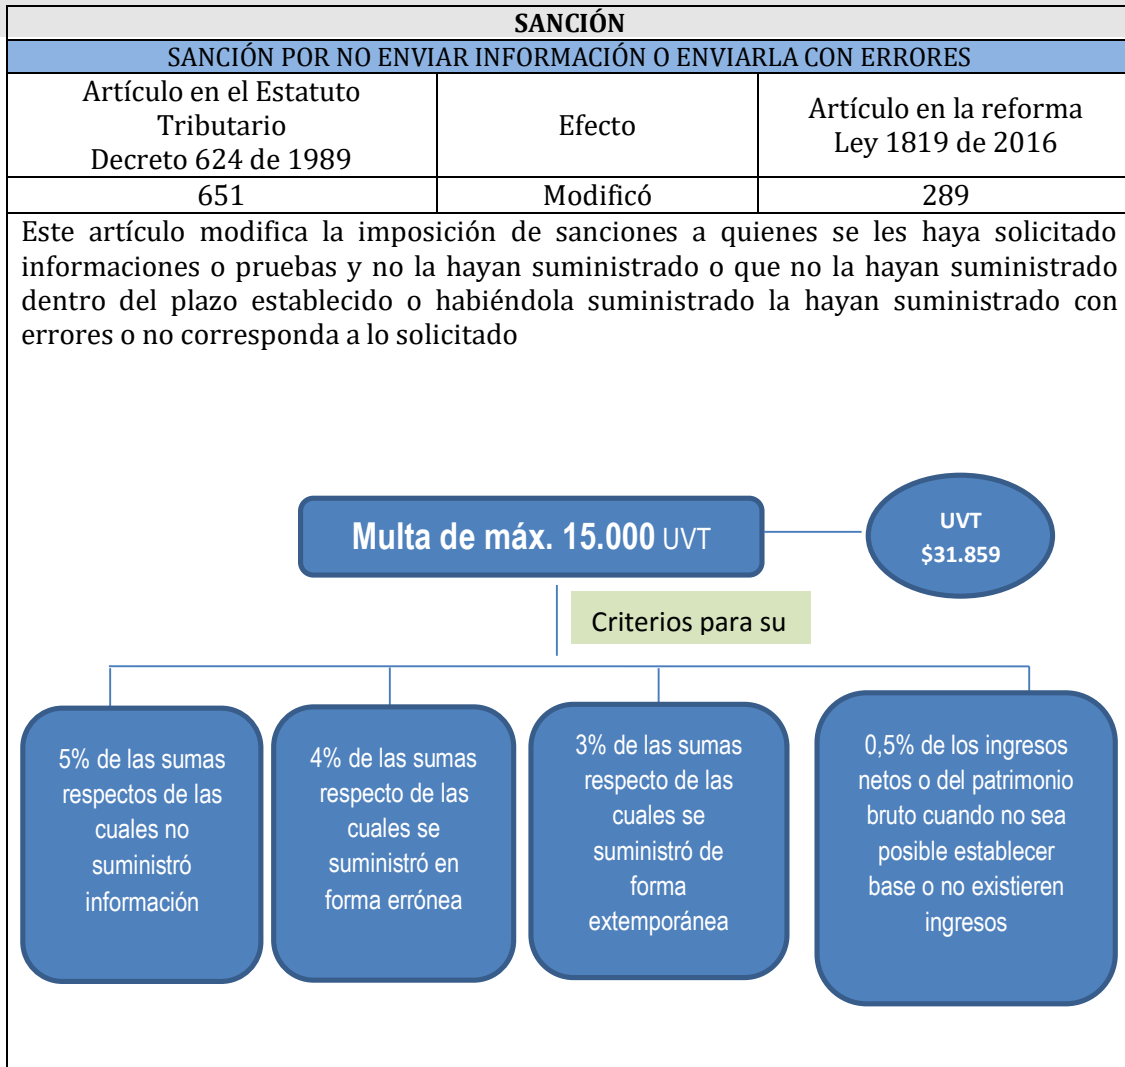 SANCIÓN
SANCIÓN POR NO ENVIAR INFORMACIÓN O ENVIARLA CON ERRORES
Artículo en el Estatuto
Tributario
Decreto 624 de 1989
Efecto
Artículo en la reforma
Ley 1819 de 2016
651
Modificó
289
Este artículo modifica la imposición de sanciones a quienes se les haya solicitado
informaciones o pruebas y no la hayan suministrado o que no la hayan suministrado
dentro del plazo establecido o habiéndola suministrado la hayan suministrado con
errores o no corresponda a lo solicitado
Multa de máx. 15.000 UVT
UVT
$31.859
Criterios para su
5% de las sumas
respectos de las
cuales no
suministró
información
4% de las sumas
respecto de las
cuales se
suministró en
forma errónea
3% de las sumas
respecto de las
cuales se
suministró de
forma
extemporánea
0,5% de los ingresos
netos o del patrimonio
bruto cuando no sea
posible establecer
base o no existieren
ingresos